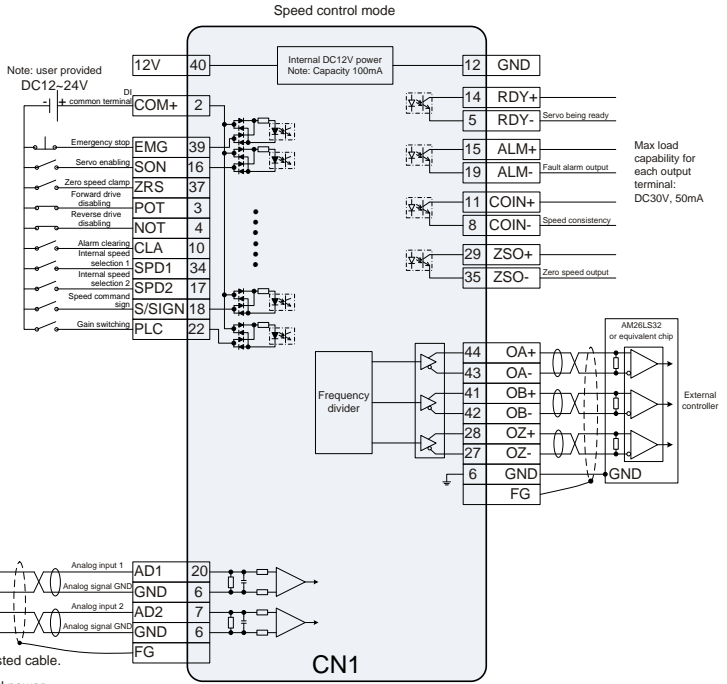 Speed control mode
12V 40
Internal DC12V power
Note: Capacity 100mA
12 GND
Note: user provided
DC12~24V
- +
DI
common terminal
COM+ 2
Emergency stop EMG 39
Servo enabling SON 16
Zero speed clamp ZRS 37
Forward drive
disabling POT 3
Reverse drive
disabling NOT 4
Alarm clearing CLA 10
Internal speed
selection 1 SPD1 34
Internal speed
selection 2 SPD2 17
Speed command
sign S/SIGN 18
Gain switching PLC 22
14 RDY+
5 RDY- Servo being ready
15 ALM+
19 ALM- Fault alarm output
11 COIN+
8 COIN- Speed consistency
29 ZSO+
35 ZSO- Zero speed output
Max load
capability for
each output
terminal:
DC30V, 50mA
Frequency
divider
44 OA+
43 OA-
41 OB+
42 OB-
28 OZ+
27 OZ-
6 GND
FG
AM26LS32
or equivalent chip
GND
External
controller
Analog input 1 AD1 20
Analog signal GND GND 6
Analog input 2 AD2 7
Analog signal GND GND 6
FG
CN1
sted cable.